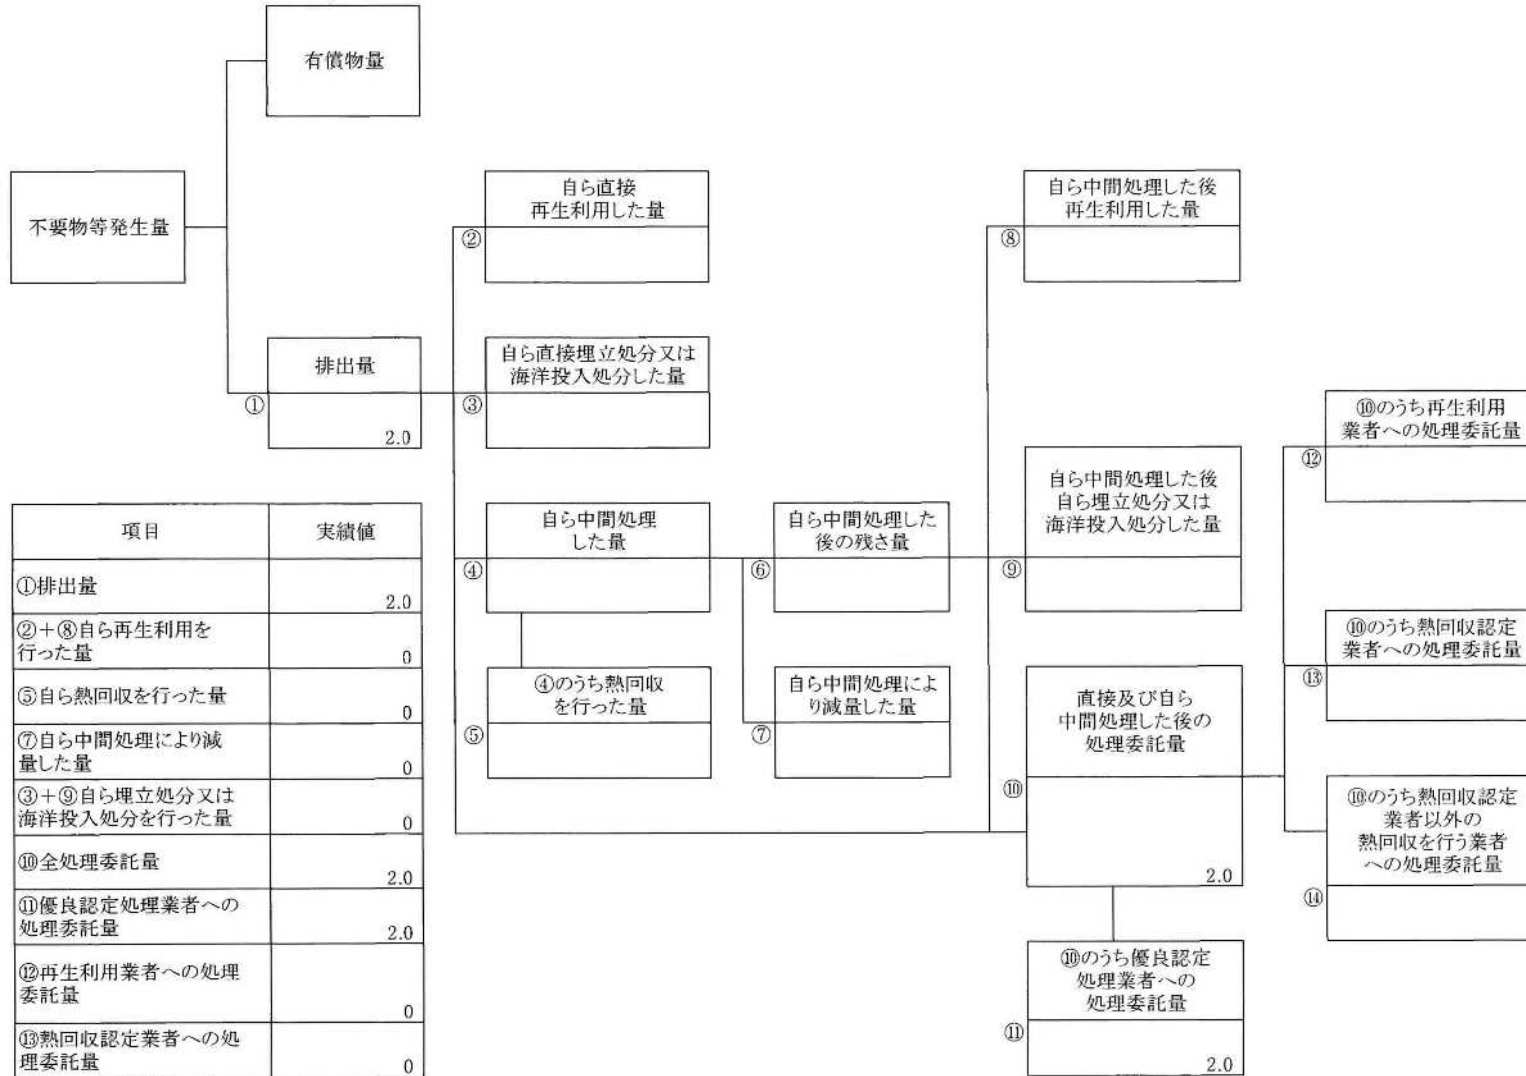 有償物量
不要物等発生量
自ら直接
再生利用した量
②
自ら中間処理した後
再生利用した量
⑧
排出量
①
2.0
自ら直接埋立処分又は
海洋投入処分した量
③
⑩のうち再生利用
業者への処理委託量
⑫
自ら中間処理
した量
④
自ら中間処理した
後の残さ量
⑥
自ら中間処理した後
自ら埋立処分又は
海洋投入処分した量
⑨
⑩のうち熱回収認定
業者への処理委託量
⑬
④のうち熱回収
を行った量
⑤
自ら中間処理によ
り減量した量
⑦
直接及び自ら
中間処理した後の
処理委託量
⑩
2.0
⑩のうち熱回収認定
業者以外の
熱回収を行う業者
への処理委託量
⑭
⑩のうち優良認定
処理業者への
処理委託量
⑪
2.0
項目 実績値
①排出量
2.0
②+⑧自ら再生利用を
行った量
0
⑤自ら熱回収を行った量
0
⑦自ら中間処理により減
量した量
0
③+⑨自ら埋立処分又は
海洋投入処分を行った量
0
⑩全処理委託量
2.0
⑪優良認定処理業者への
処理委託量
2.0
⑫再生利用業者への処理
委託量
0
⑬熱回収認定業者への処
理委託量
0